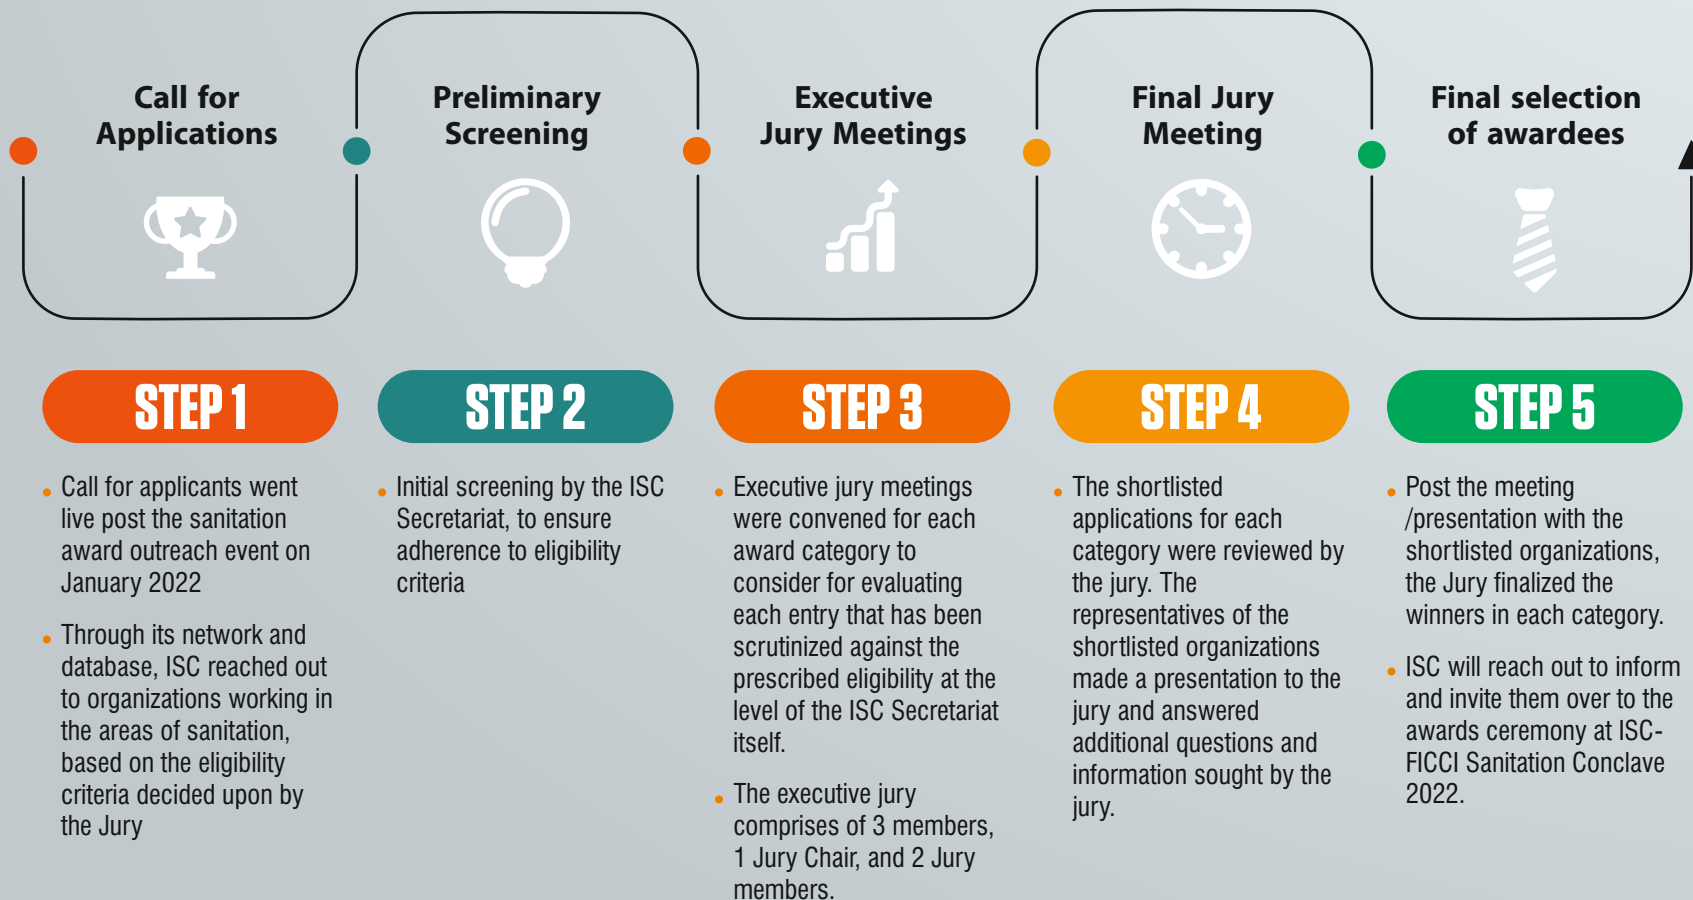 Call for
Applications
Preliminary
Screening
Executive
Jury Meetings
Final Jury
Meeting
Final selection
of awardees
STEP 1
• Call for applicants went
live post the sanitation
award outreach event on
January 2022
• Through its network and
database, ISC reached out
to organizations working in
the areas of sanitation,
based on the eligibility
criteria decided upon by
the Jury
STEP 2
• Initial screening by the ISC
Secretariat, to ensure
adherence to eligibility
criteria
STEP 3
• Executive jury meetings
were convened for each
award category to
consider for evaluating
each entry that has been
scrutinized against the
prescribed eligibility at the
level of the ISC Secretariat
itself.
• The executive jury
comprises of 3 members,
1 Jury Chair, and 2 Jury
members.
STEP 4
• The shortlisted
applications for each
category were reviewed by
the jury. The
representatives of the
shortlisted organizations
made a presentation to the
jury and answered
additional questions and
information sought by the
jury.
STEP 5
• Post the meeting
/presentation with the
shortlisted organizations,
the Jury finalized the
winners in each category.
• ISC will reach out to inform
and invite them over to the
awards ceremony at ISC-
FICCI Sanitation Conclave
2022.